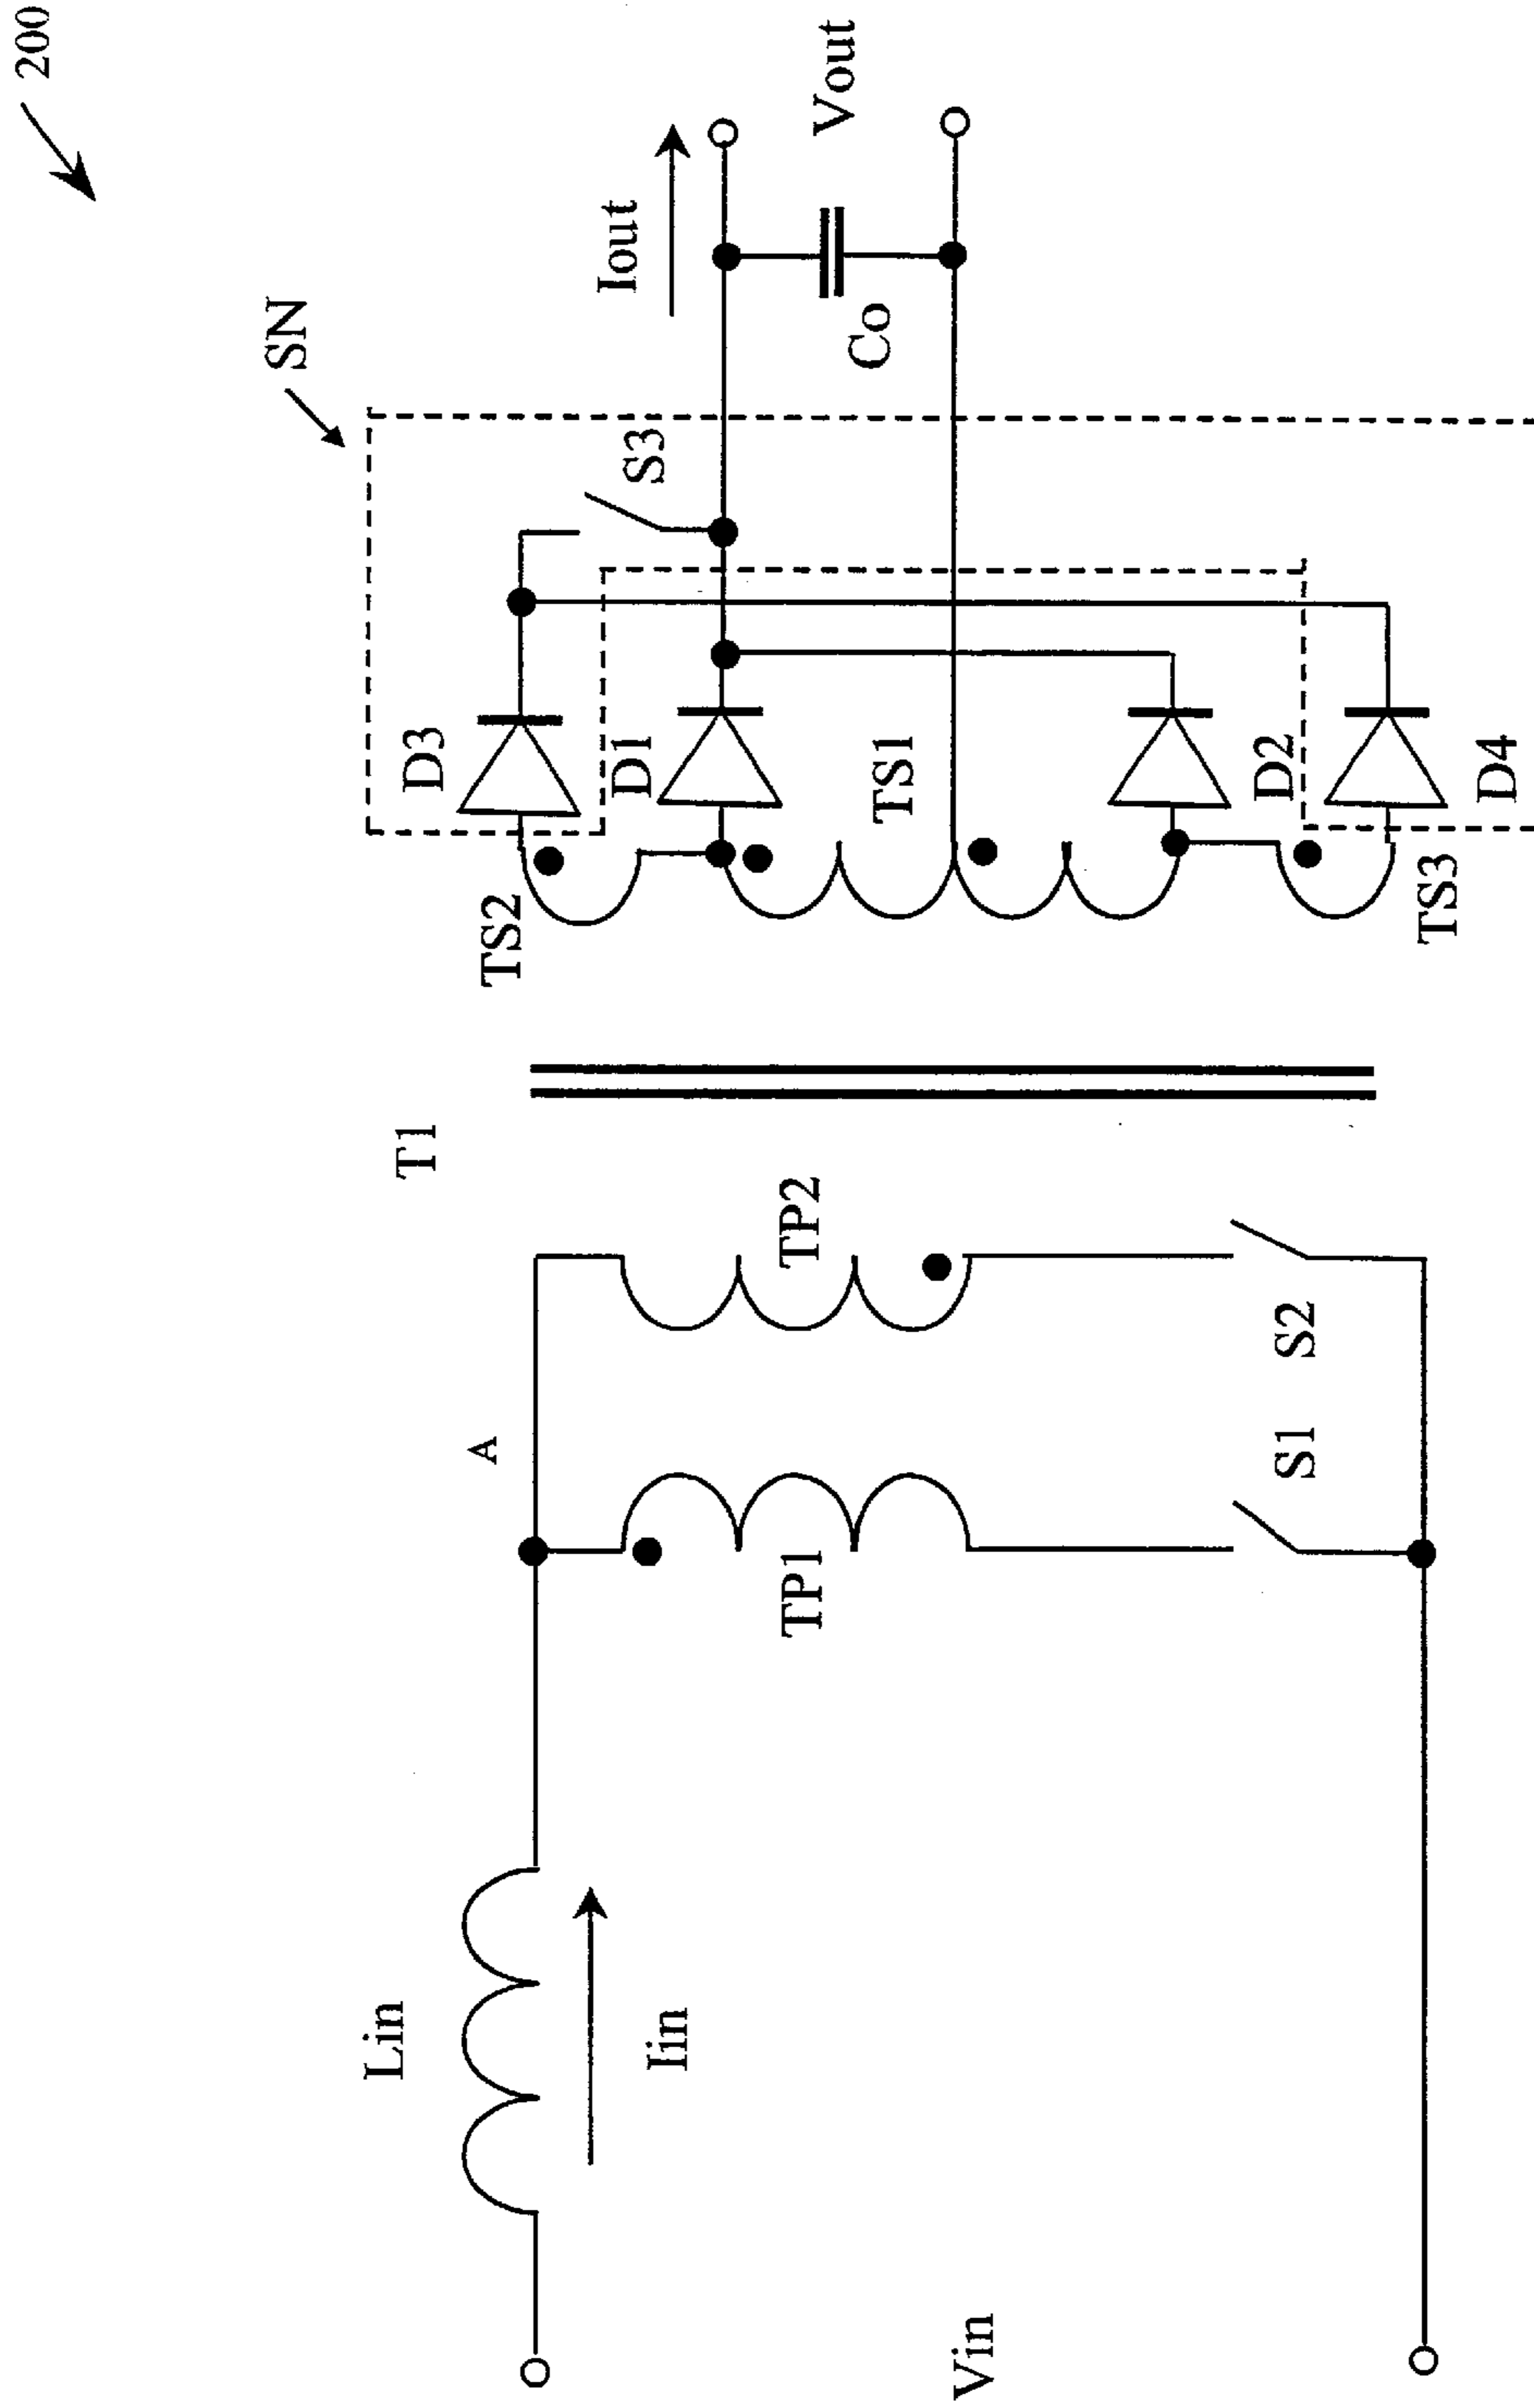 200
SN
Iout
Vout
Co
S3
D3
D1
TS1
D2
D4
TS2
TS3
T1
TP2
A
TP1
S2
S1
Lin
Iin
Vin